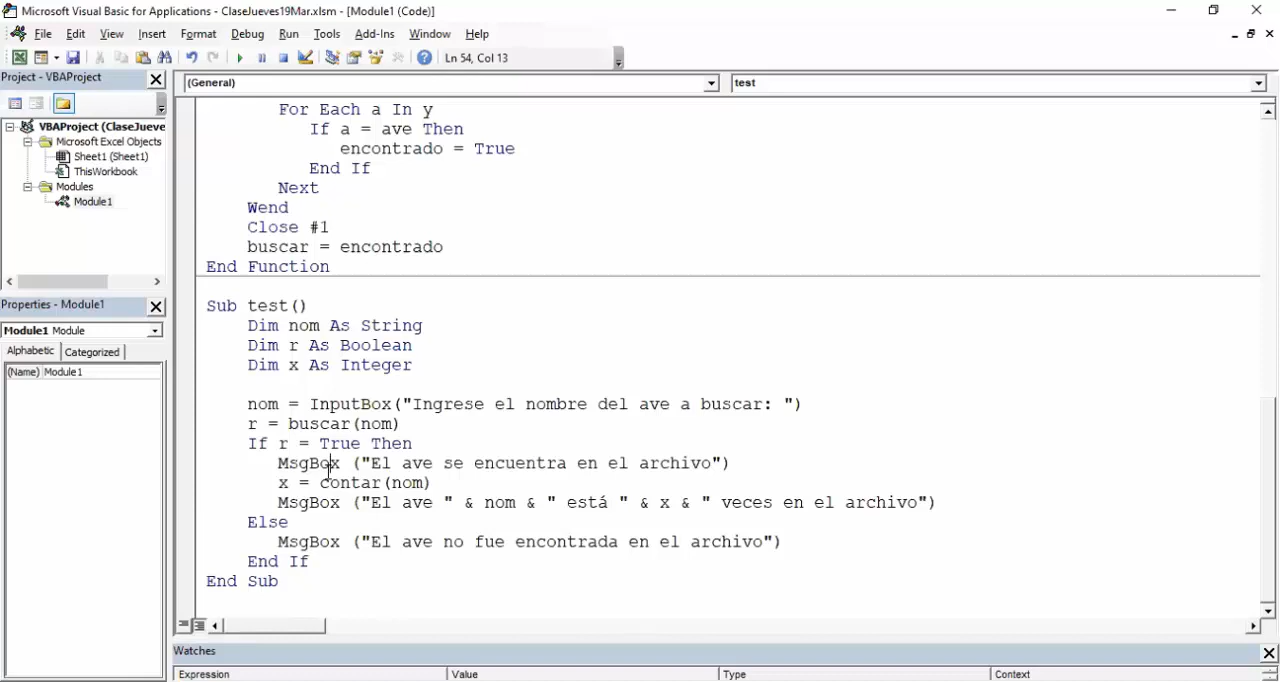 Microsoft Visual Basic for Applications - ClaseJueves19Mar.xlsm - [Module1 (Code)]
File Edit View Insert Format Debug Run Tools Add-Ins Window Help
Ln 54, Col 13
Project - VBAProject
(General) test
VBAProject (ClaseJueve
Microsoft Excel Objects
Sheet1 (Sheet1)
ThisWorkbook
Modules
Module1
Properties - Module1
Module1 Module
Alphabetic Categorized
(Name) Module1
For Each a In y
If a = ave Then
encontrado = True
End If
Next
Wend
Close #1
buscar = encontrado
End Function
Sub test()
Dim nom As String
Dim r As Boolean
Dim x As Integer
nom = InputBox("Ingrese el nombre del ave a buscar: ")
r = buscar(nom)
If r = True Then
MsgBox ("El ave se encuentra en el archivo")
x = contar(nom)
MsgBox ("El ave " & nom & " está " & x & " veces en el archivo")
Else
MsgBox ("El ave no fue encontrada en el archivo")
End If
End Sub
Watches
Expression Value Type Context